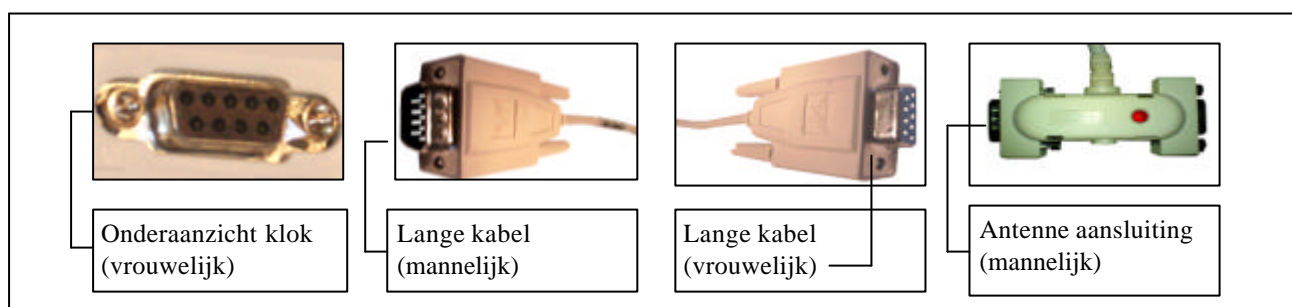 Onderaanzicht klok
(vrouwelijk)
Lange kabel
(mannelijk)
Lange kabel
(vrouwelijk)
Antenne aansluiting
(mannelijk)